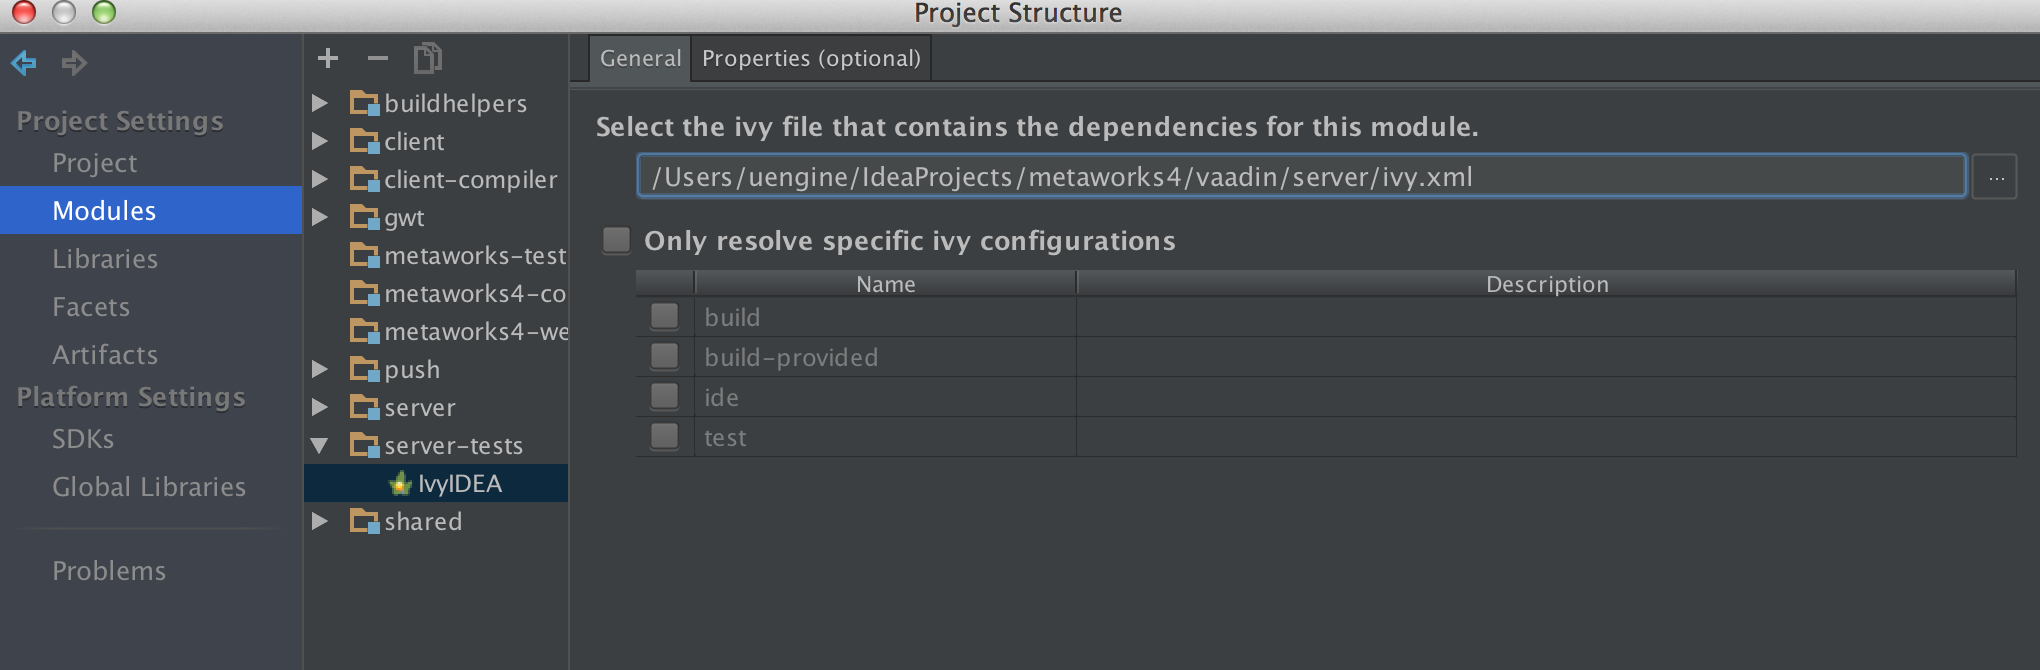 Project Structure
Project Settings
Project
Modules
Libraries
Facets
Artifacts
Platform Settings
SDKs
Global Libraries
Problems
buildhelpers
client
client-compiler
gwt
metaworks-test
metaworks4-co
metaworks4-we
push
server
server-tests
IvyIDEA
shared
General Properties (optional)
Select the ivy file that contains the dependencies for this module.
/Users/uengine/IdeaProjects/metaworks4/vaadin/server/ivy.xml ...
Only resolve specific ivy configurations
Name Description
build
build-provided
ide
test